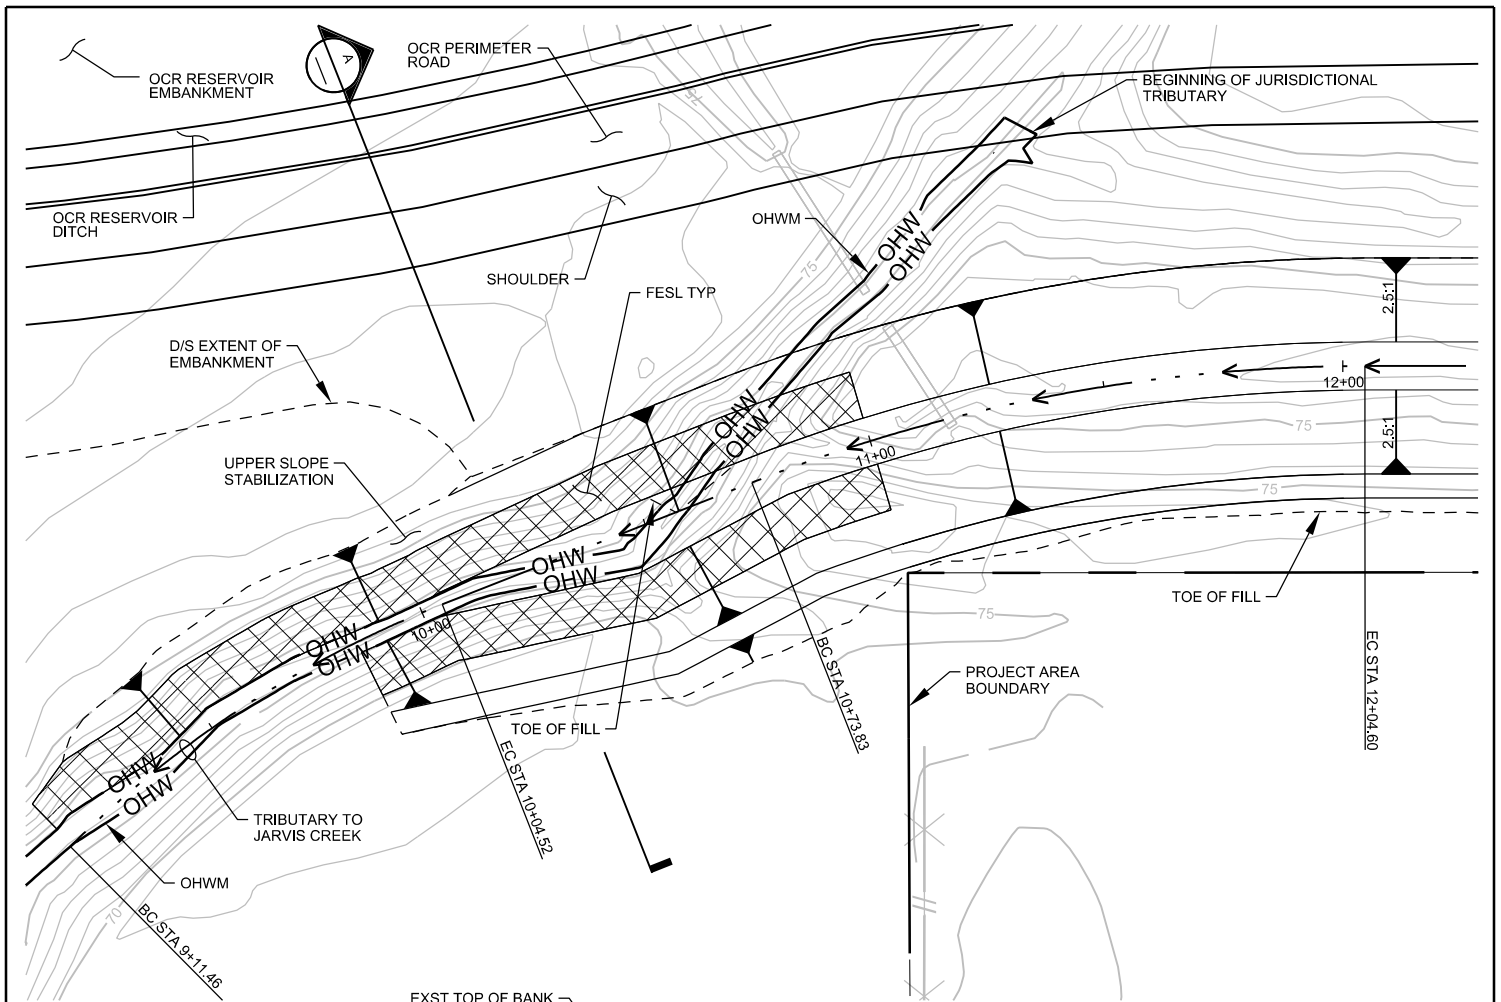 A
OCR PERIMETER
ROAD
OCR RESERVOIR
EMBANKMENT
BEGINNING OF JURISDICTIONAL
TRIBUTARY
75
OCR RESERVOIR
DITCH
OHWM
OHW
OHW
SHOULDER
75
FESL TYP
2.5:1
D/S EXTENT OF
EMBANKMENT
12+00
OHW
OHW
75
2.5:1
11+00
UPPER SLOPE
STABILIZATION
75
OHW
OHW
TOE OF FILL
75
10+00
OHW
OHW
BC STA 10+73.83
EC STA 12+04.60
PROJECT AREA
BOUNDARY
TOE OF FILL
EC STA 10+04.52
OHW
OHW
TRIBUTARY TO
JARVIS CREEK
OHWM
70
BC STA 9+11.46
EXST TOP OF BANK